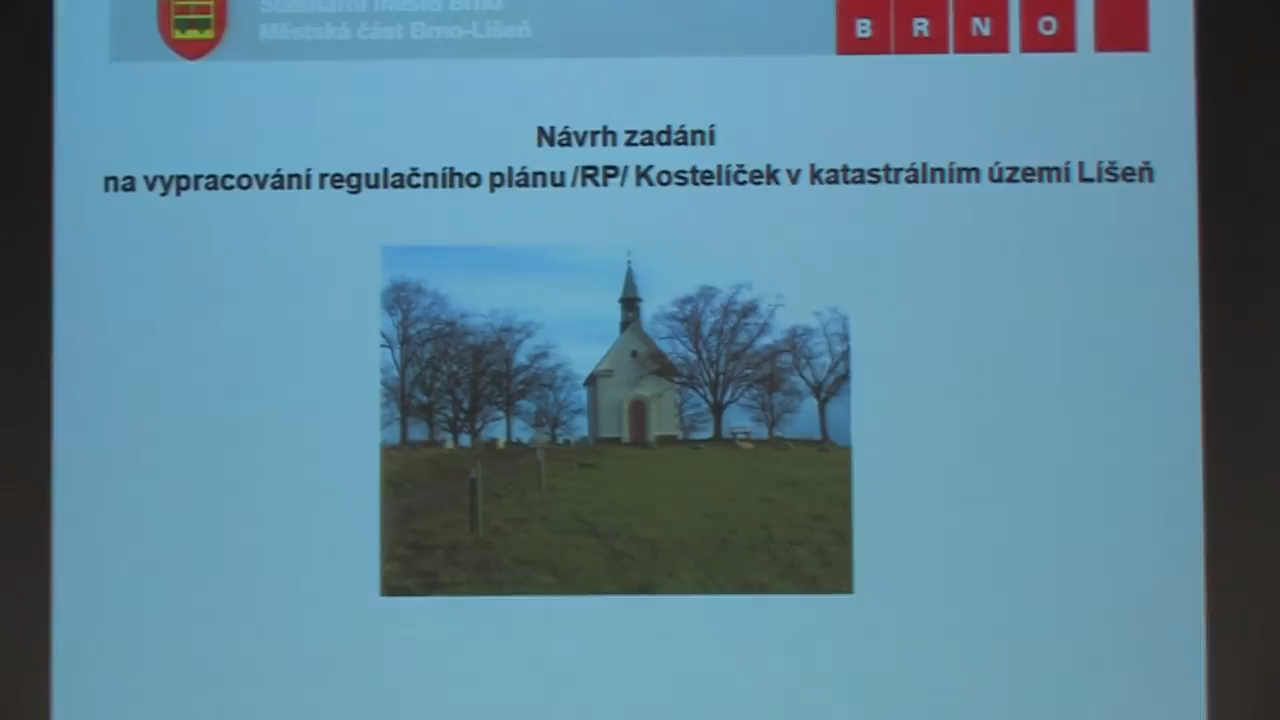 Statutární město Brno
Městská část Brno-Líšeň
B R N O
Návrh zadání
na vypracování regulačního plánu /RP/ Kostelíček v katastrálním území Líšeň